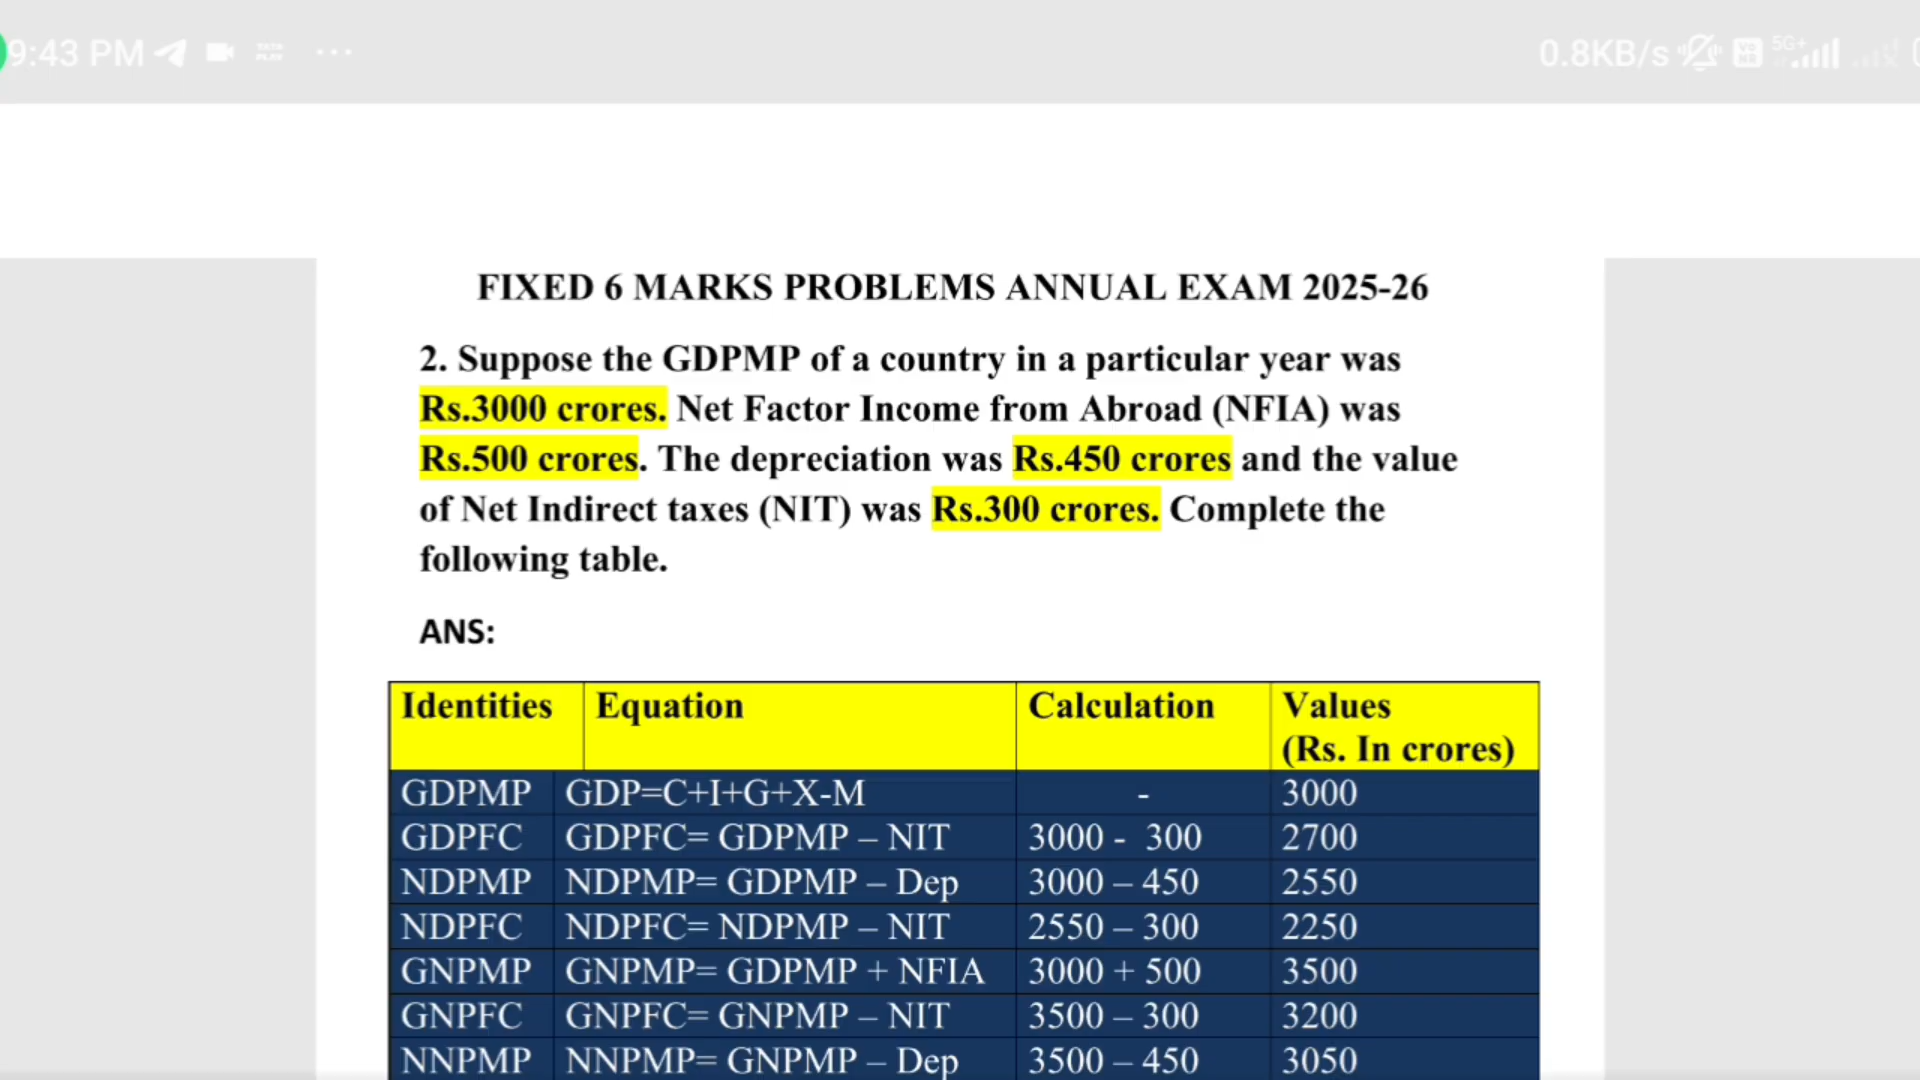 9:43 PM TATA PLAY ... 0.8KB/s Vo NR 5G+
FIXED 6 MARKS PROBLEMS ANNUAL EXAM 2025-26
2. Suppose the GDPMP of a country in a particular year was
Rs.3000 crores. Net Factor Income from Abroad (NFIA) was
Rs.500 crores. The depreciation was Rs.450 crores and the value
of Net Indirect taxes (NIT) was Rs.300 crores. Complete the
following table.
ANS:
Identities Equation Calculation Values
(Rs. In crores)
GDPMP GDP=C+I+G+X-M - 3000
GDPFC GDPFC= GDPMP – NIT 3000 - 300 2700
NDPMP NDPMP= GDPMP – Dep 3000 – 450 2550
NDPFC NDPFC= NDPMP – NIT 2550 – 300 2250
GNPMP GNPMP= GDPMP + NFIA 3000 + 500 3500
GNPFC GNPFC= GNPMP – NIT 3500 – 300 3200
NNPMP NNPMP= GNPMP – Dep 3500 – 450 3050